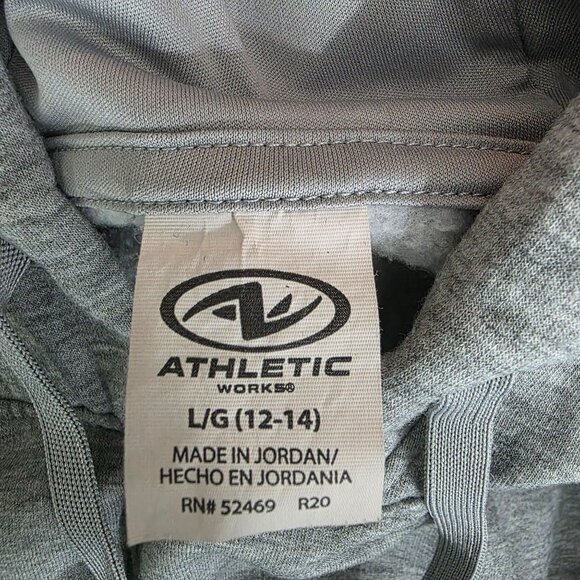 ATHLETIC
WORKS®
L/G (12-14)
MADE IN JORDAN/
HECHO EN JORDANIA
RN# 52469 R20